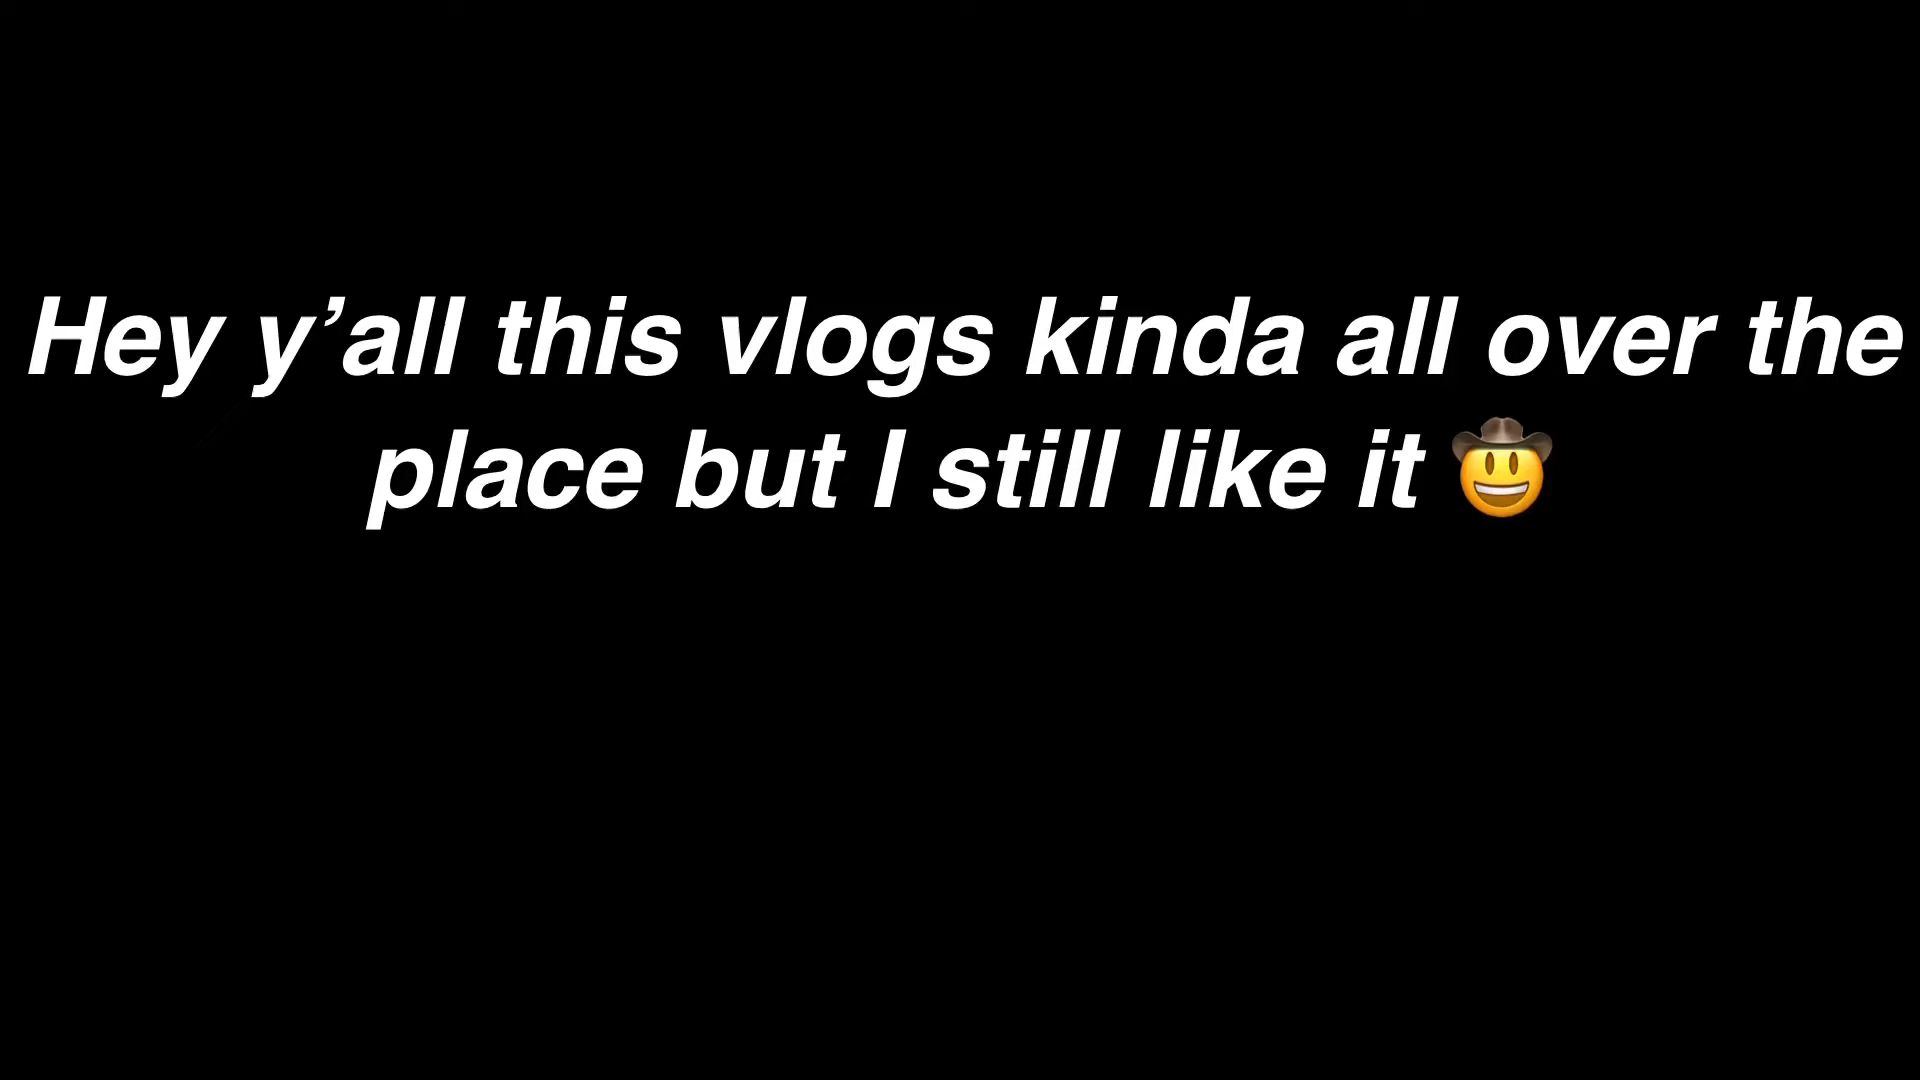 Hey y’all this vlogs kinda all over the
place but I still like it 🤠